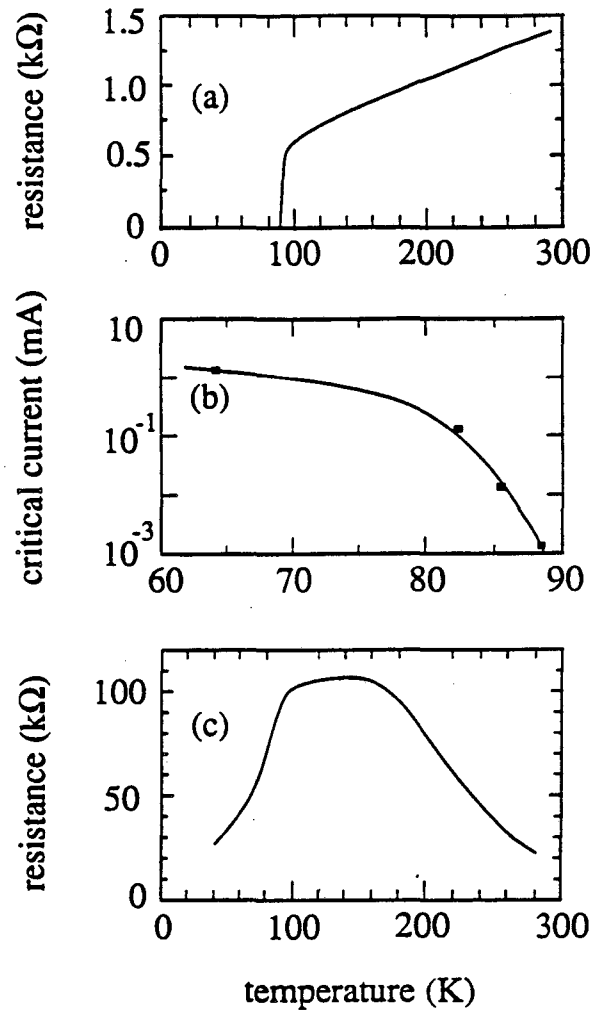 resistance (kΩ)
1.5
1.0
0.5
0
(a)
0 100 200 300
critical current (mA)
10
10⁻¹
10⁻³
(b)
60 70 80 90
resistance (kΩ)
100
50
0
(c)
0 100 200 300
temperature (K)